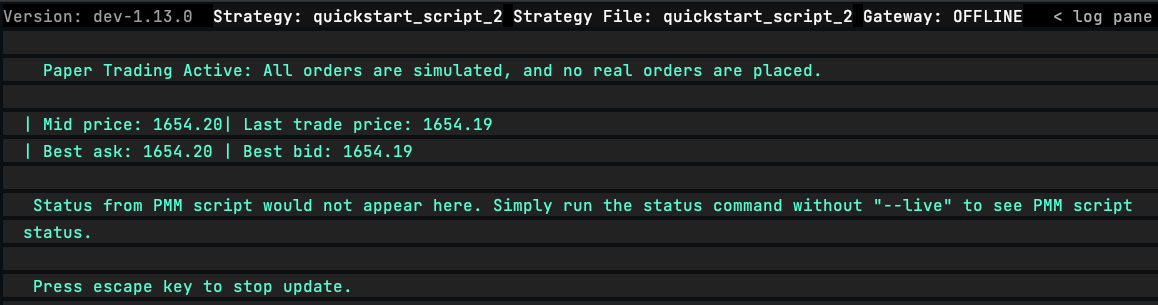 Version: dev-1.13.0 Strategy: quickstart_script_2 Strategy File: quickstart_script_2 Gateway: OFFLINE < log pane
Paper Trading Active: All orders are simulated, and no real orders are placed.
| Mid price: 1654.20| Last trade price: 1654.19
| Best ask: 1654.20 | Best bid: 1654.19
Status from PMM script would not appear here. Simply run the status command without "--live" to see PMM script
status.
Press escape key to stop update.